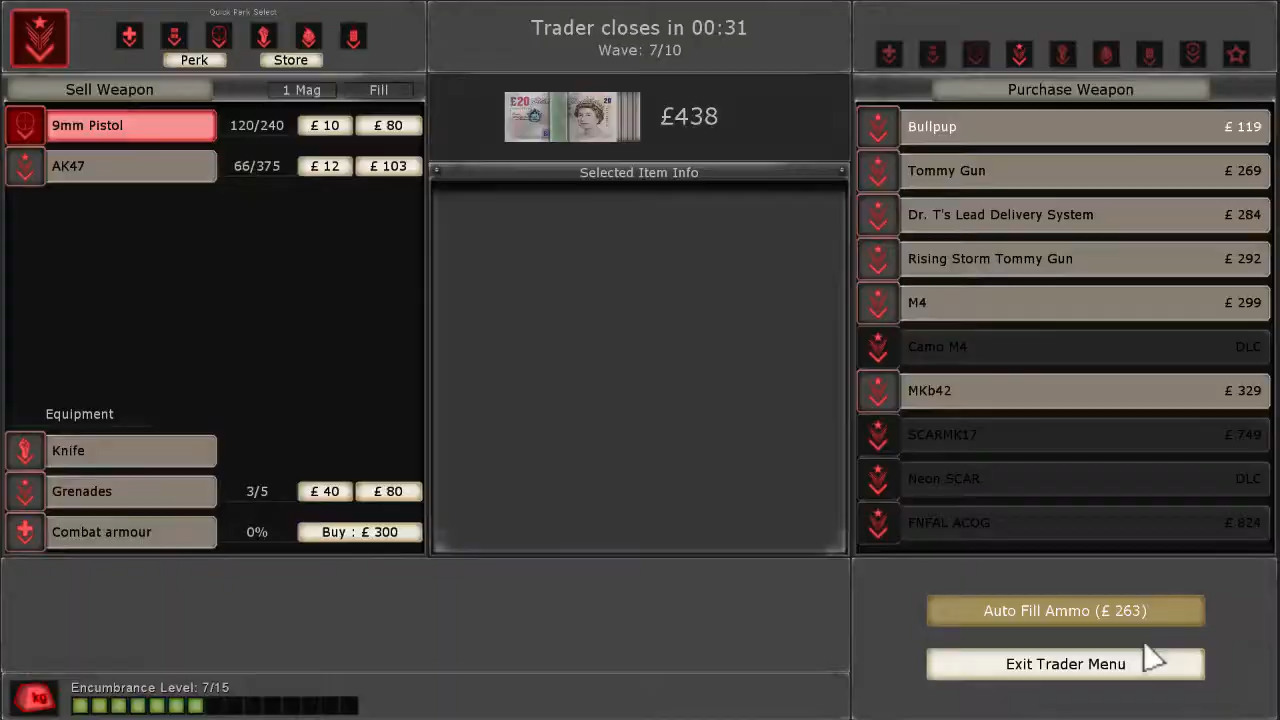 Quick Perk Select
Perk
Store
Trader closes in 00:31
Wave: 7/10
£438
Sell Weapon
1 Mag
Fill
9mm Pistol 120/240 £ 10 £ 80
AK47 66/375 £ 12 £ 103
Equipment
Knife
Grenades 3/5 £ 40 £ 80
Combat armour 0% Buy : £ 300
Selected Item Info
Purchase Weapon
Bullpup £ 119
Tommy Gun £ 269
Dr. T's Lead Delivery System £ 284
Rising Storm Tommy Gun £ 292
M4 £ 299
Camo M4 DLC
MKb42 £ 329
SCARMK17 £ 749
Neon SCAR DLC
FNFAL ACOG £ 824
Auto Fill Ammo (£ 263)
Exit Trader Menu
kg
Encumbrance Level: 7/15
£20
20